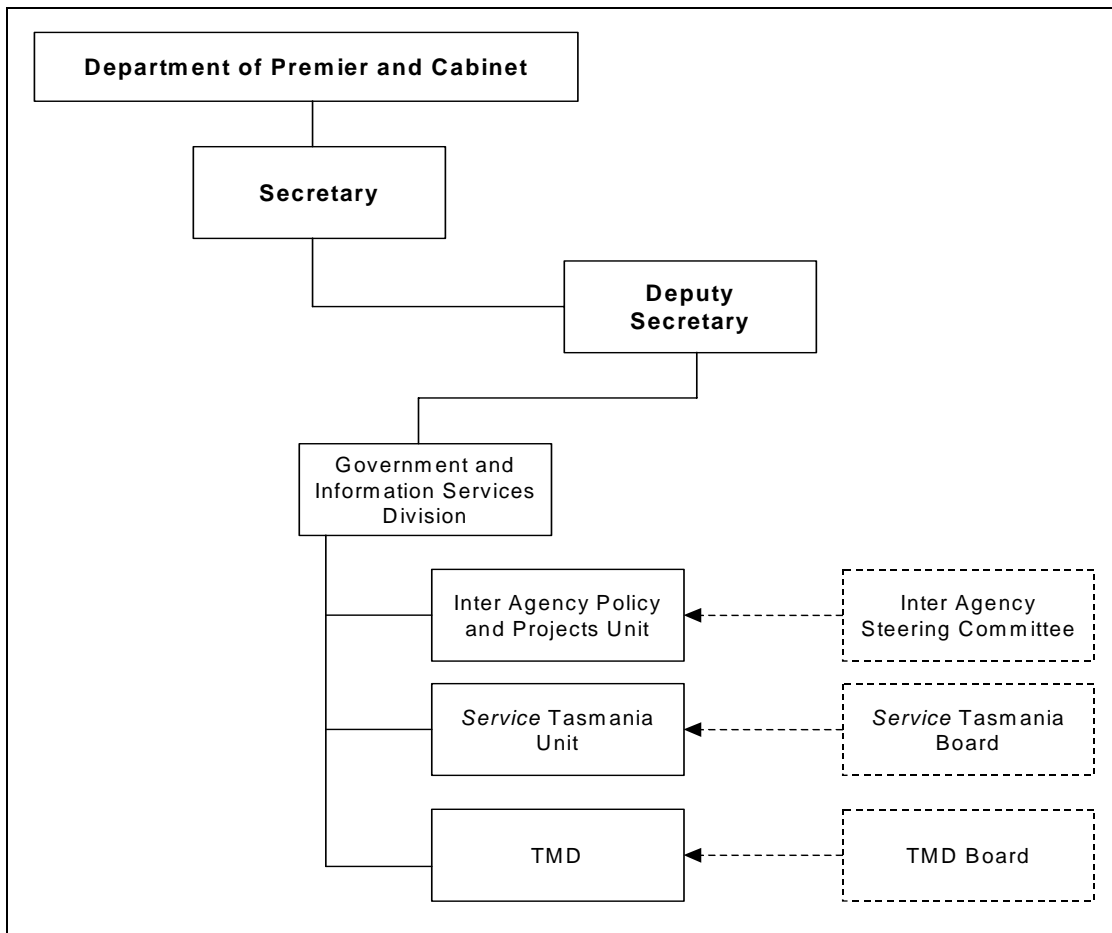 Department of Premier and Cabinet
Secretary
Deputy
Secretary
Government and
Information Services
Division
Inter Agency Policy
and Projects Unit
Inter Agency
Steering Committee
Service Tasmania
Unit
Service Tasmania
Board
TMD
TMD Board